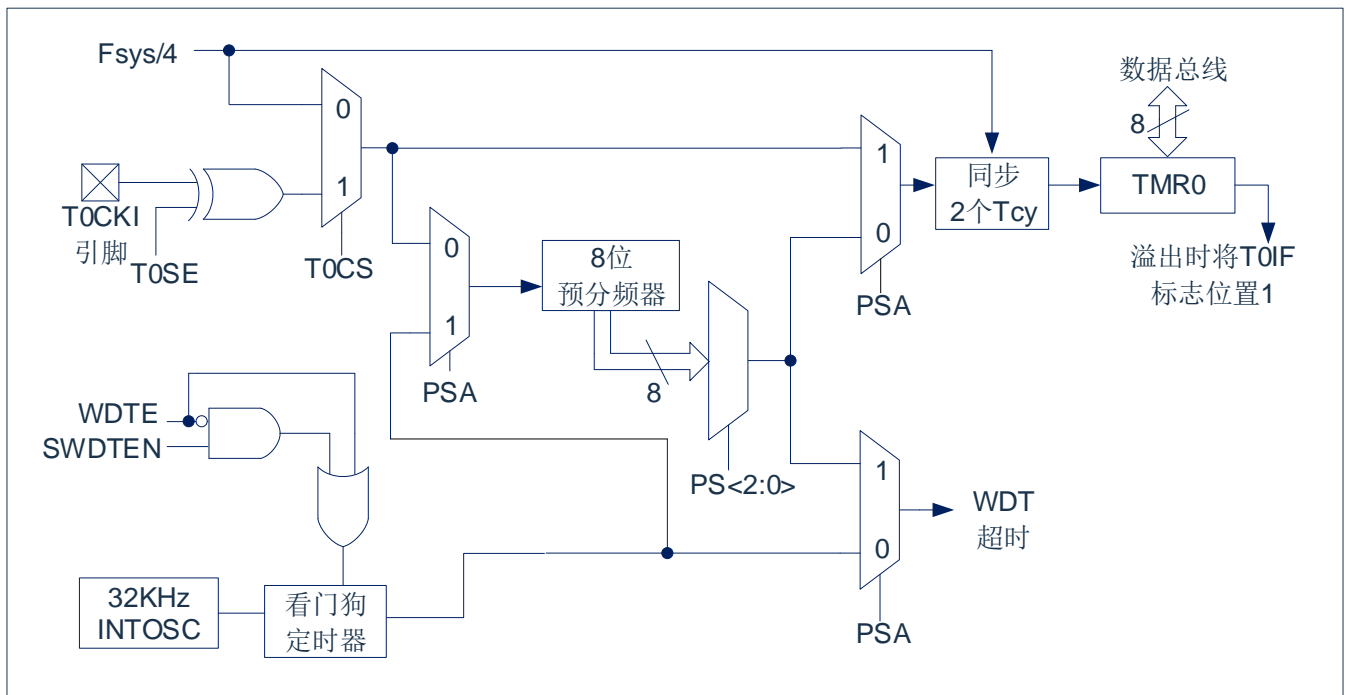 Fsys/4
数据总线
0
8
1
1
同步
2个Tcy
TMR0
T0CKI
引脚
T0SE
T0CS
0
8位
预分频器
0
溢出时将T0IF
标志位置1
PSA
1
PSA
8
WDTE
SWDTEN
PS<2:0>
1
WDT
超时
0
32KHz
INTOSC
看门狗
定时器
PSA